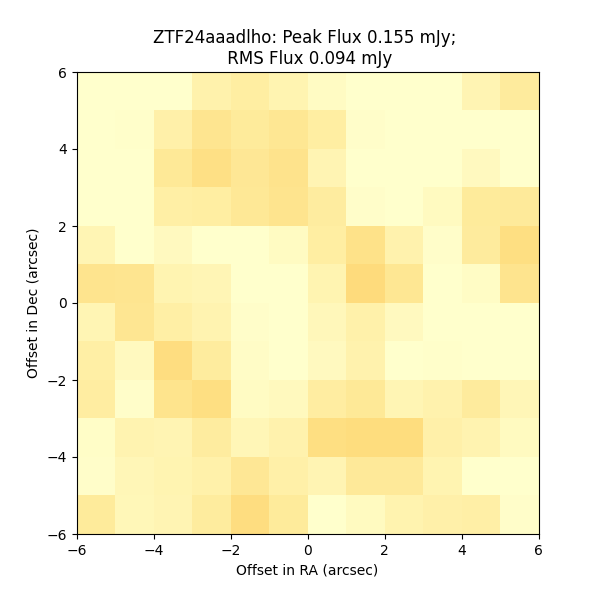 ZTF24aaadlho: Peak Flux 0.155 mJy;
RMS Flux 0.094 mJy
6
4
2
0
−2
−4
−6
Offset in Dec (arcsec)
−6 −4 −2 0 2 4 6
Offset in RA (arcsec)